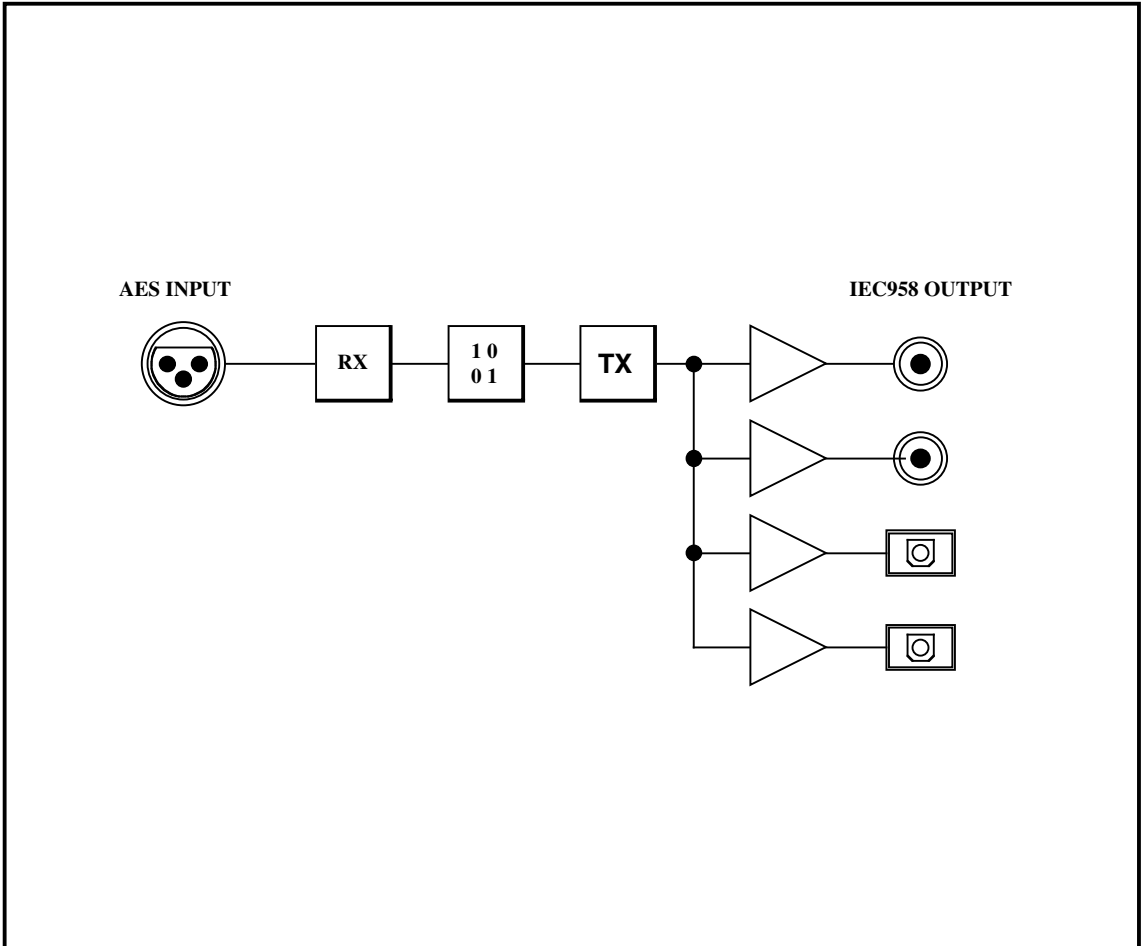 AES INPUT
IEC958 OUTPUT
RX
1 0
0 1
TX